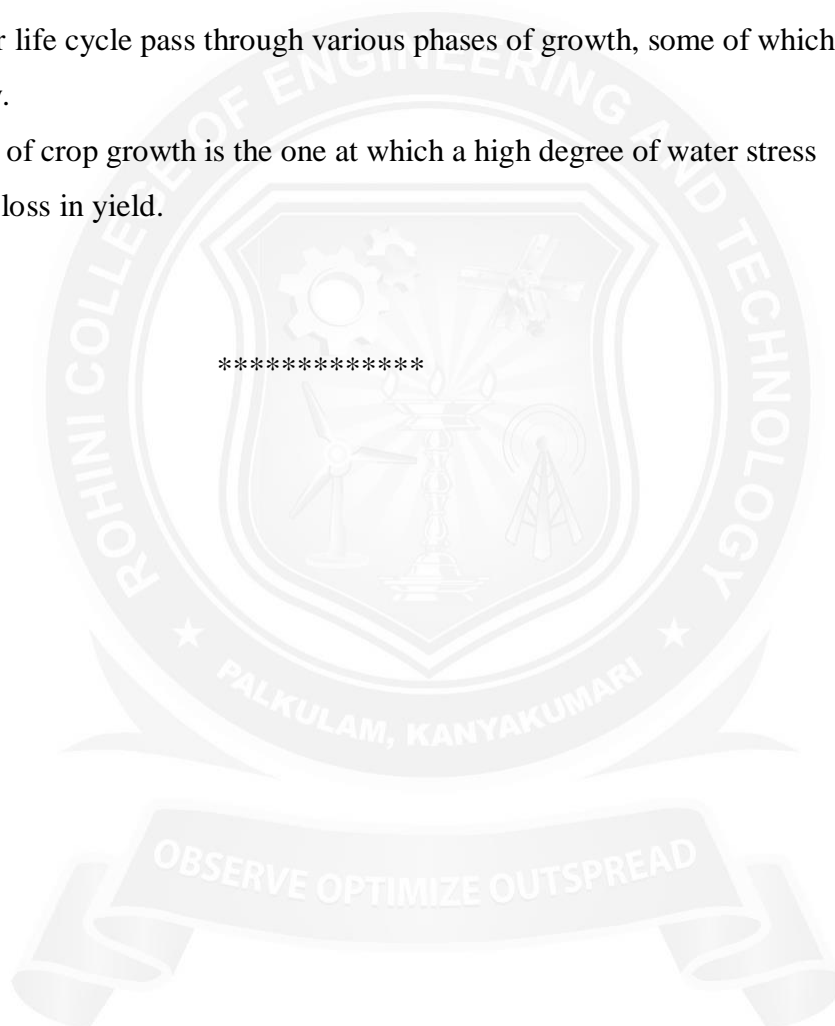 r life cycle pass through various phases of growth, some of which
.
of crop growth is the one at which a high degree of water stress
loss in yield.
*************
ROHINI COLLEGE OF ENGINEERING AND TECHNOLOGY
PALKULAM, KANYAKUMARI
OBSERVE OPTIMIZE OUTSPREAD